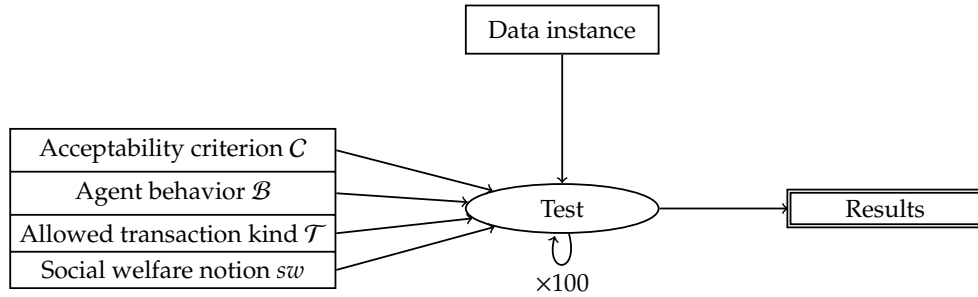 Data instance
Acceptability criterion 𝒞
Agent behavior ℬ
Allowed transaction kind 𝒯
Social welfare notion sw
Test
Results
×100